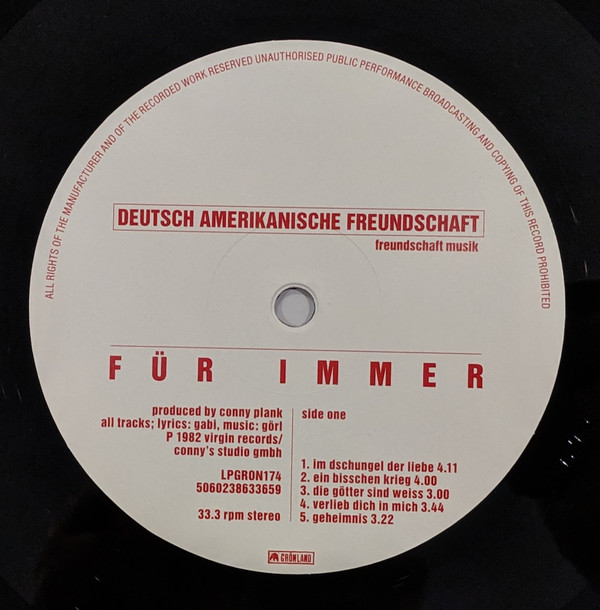 ALL RIGHTS OF THE MANUFACTURER AND OF THE RECORDED WORK RESERVED UNAUTHORISED PUBLIC PERFORMANCE BROADCASTING AND COPYING OF THIS RECORD PROHIBITED
DEUTSCH AMERIKANISCHE FREUNDSCHAFT
freundschaft musik
FÜR IMMER
produced by conny plank
all tracks; lyrics: gabi, music: görl
P 1982 virgin records/
conny's studio gmbh
LPGRON174
5060238633659
33.3 rpm stereo
side one
1. im dschungel der liebe 4.11
2. ein bisschen krieg 4.00
3. die götter sind weiss 3.00
4. verlieb dich in mich 3.44
5. geheimnis 3.22
GRÖNLAND